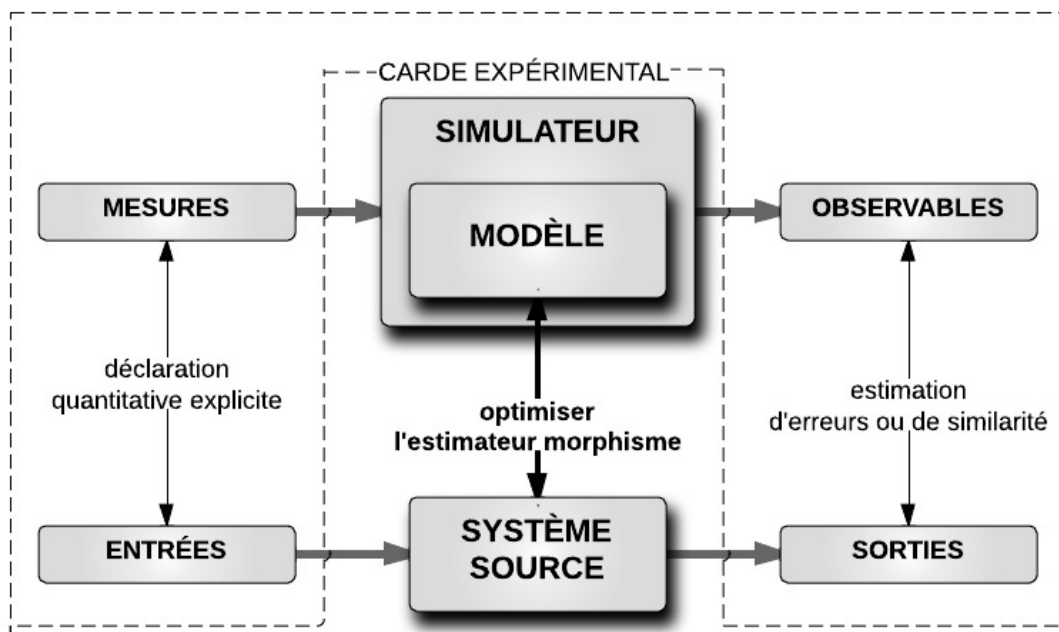 CARDE EXPÉRIMENTAL
SIMULATEUR
MESURES
MODÈLE
OBSERVABLES
déclaration
quantitative explicite
optimiser
l'estimateur morphisme
estimation
d'erreurs ou de similarité
ENTRÉES
SYSTÈME
SOURCE
SORTIES